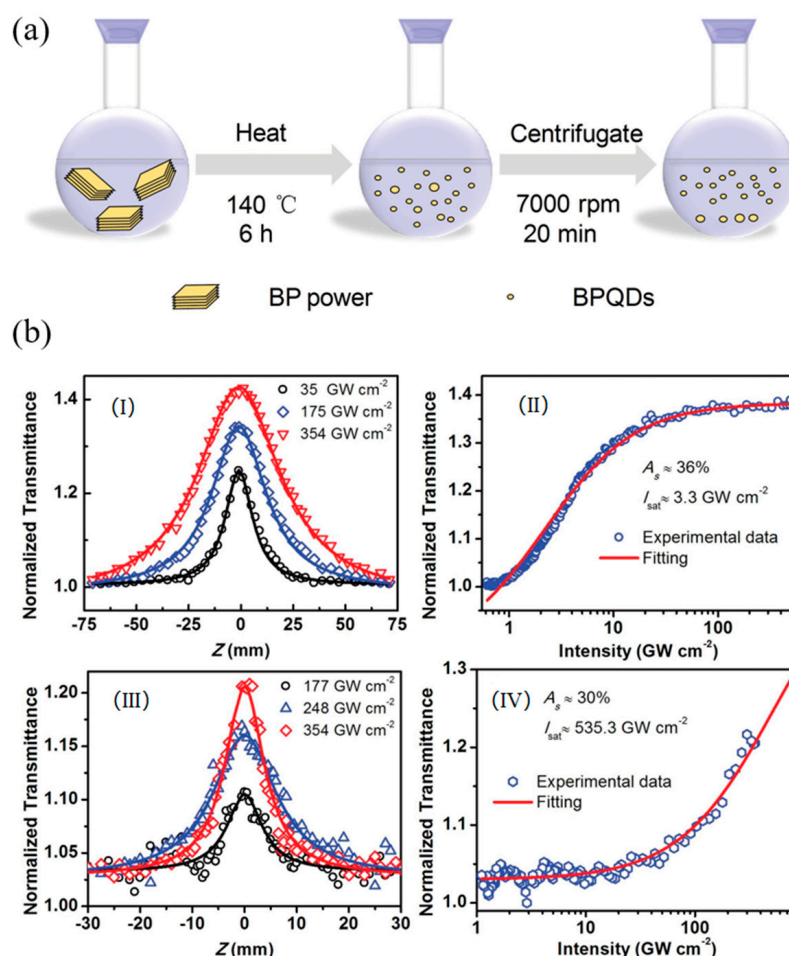 (a)
Heat
140 ℃
6 h
Centrifugate
7000 rpm
20 min
BP power
BPQDs
(b)
Normalized Transmittance
1.4
1.2
1.0
(I)
35 GW cm-2
175 GW cm-2
354 GW cm-2
-75 -50 -25 0 25 50 75
Z (mm)
Normalized Transmittance
1.4
1.3
1.2
1.1
1.0
(II)
As ≈ 36%
Isat ≈ 3.3 GW cm-2
Experimental data
Fitting
1 10 100
Intensity (GW cm-2)
Normalized Transmittance
1.20
1.15
1.10
1.05
1.00
(III)
177 GW cm-2
248 GW cm-2
354 GW cm-2
-30 -20 -10 0 10 20 30
Z (mm)
Normalized Transmittance
1.3
1.2
1.1
1.0
(IV)
As ≈ 30%
Isat ≈ 535.3 GW cm-2
Experimental data
Fitting
1 10 100
Intensity (GW cm-2)